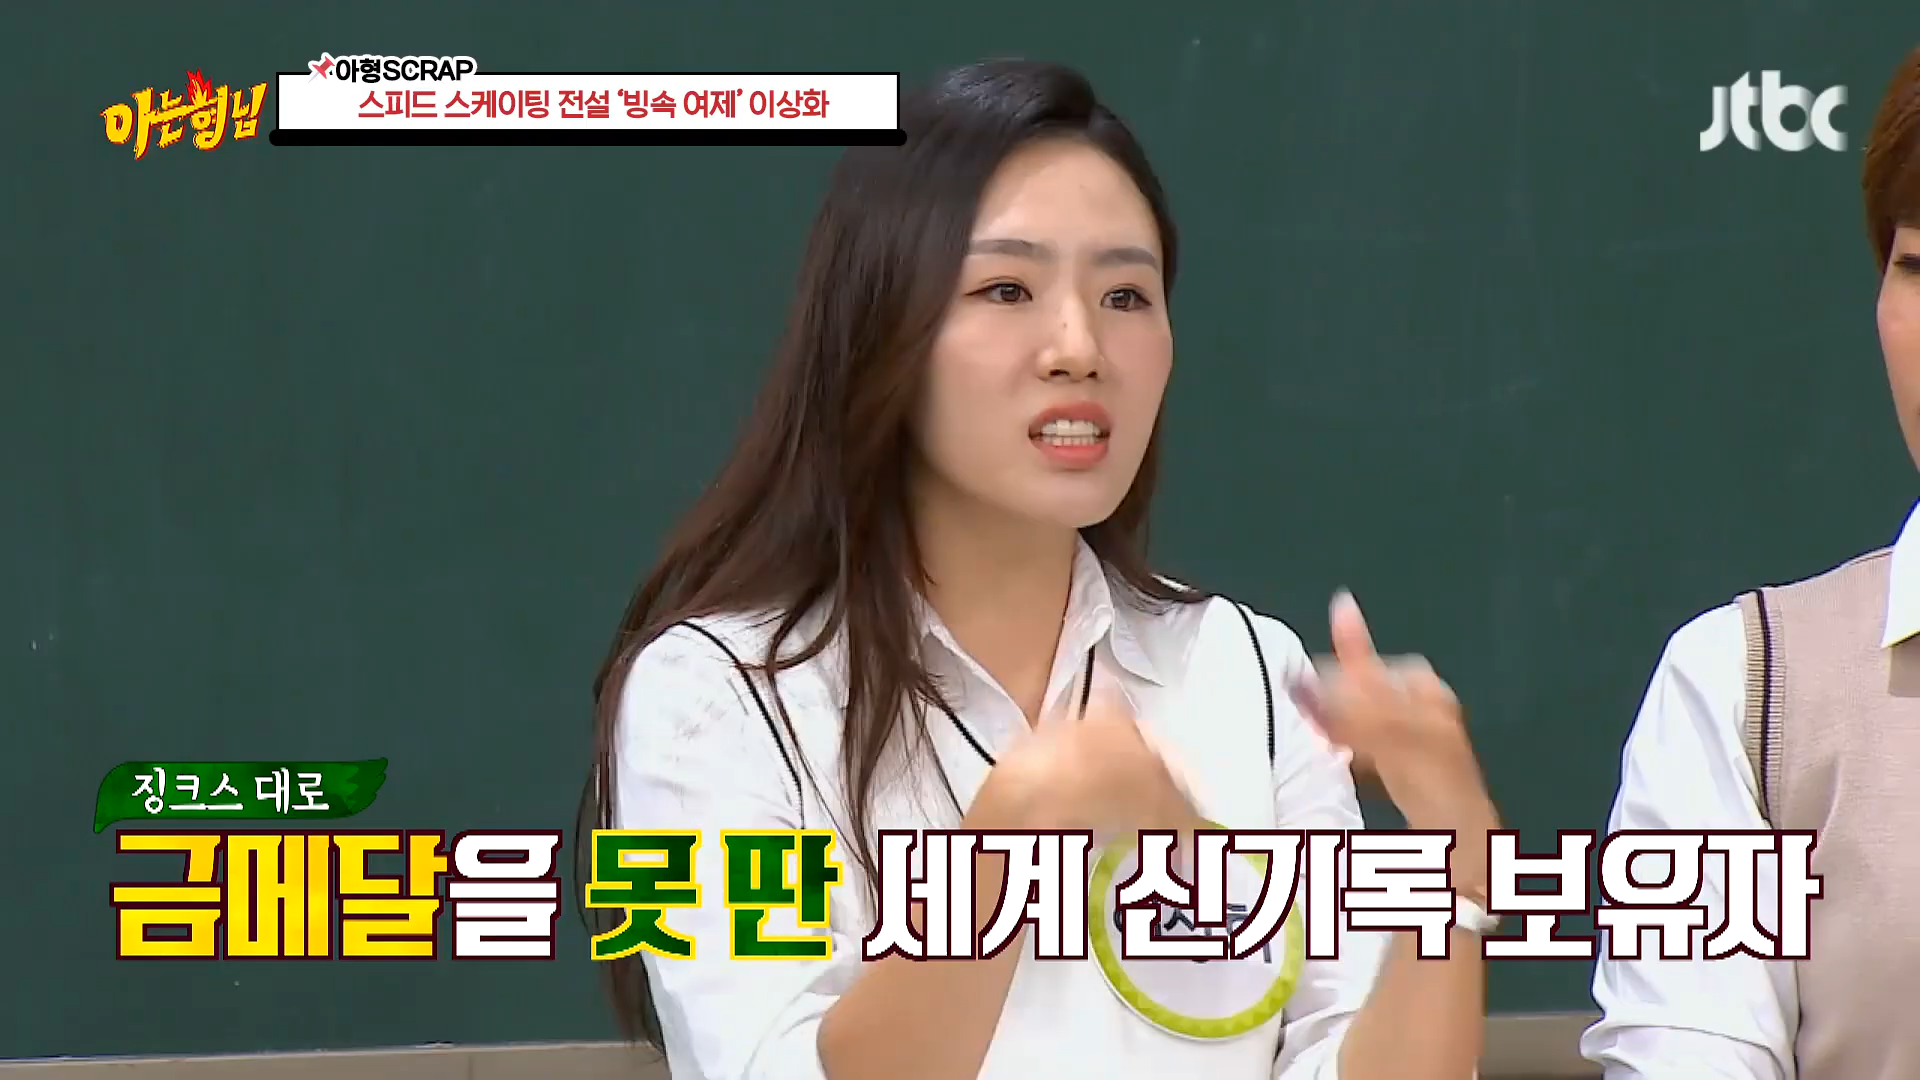 아형SCRAP
아는형님
스피드 스케이팅 전설 ‘빙속 여제’ 이상화
jtbc
징크스 대로
금메달을 못 딴 세계 신기록 보유자